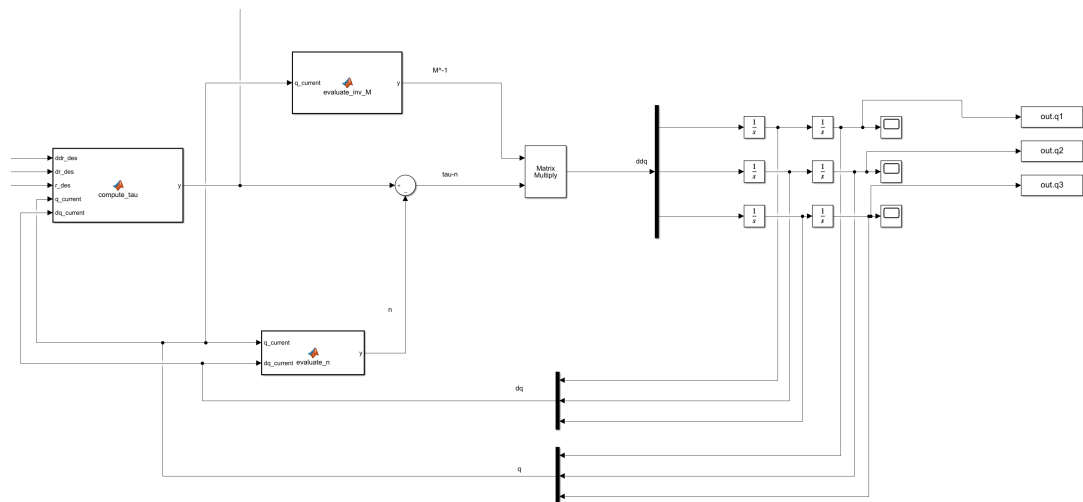 M^-1
q_current
y
evaluate_inv_M
out.q1
1
s
1
s
ddr_des
dr_des
r_des
q_current
dq_current
y
compute_tau
tau-n
Matrix
Multiply
ddq
1
s
1
s
out.q2
out.q3
1
s
1
s
n
q_current
dq_current
y
evaluate_n
dq
q